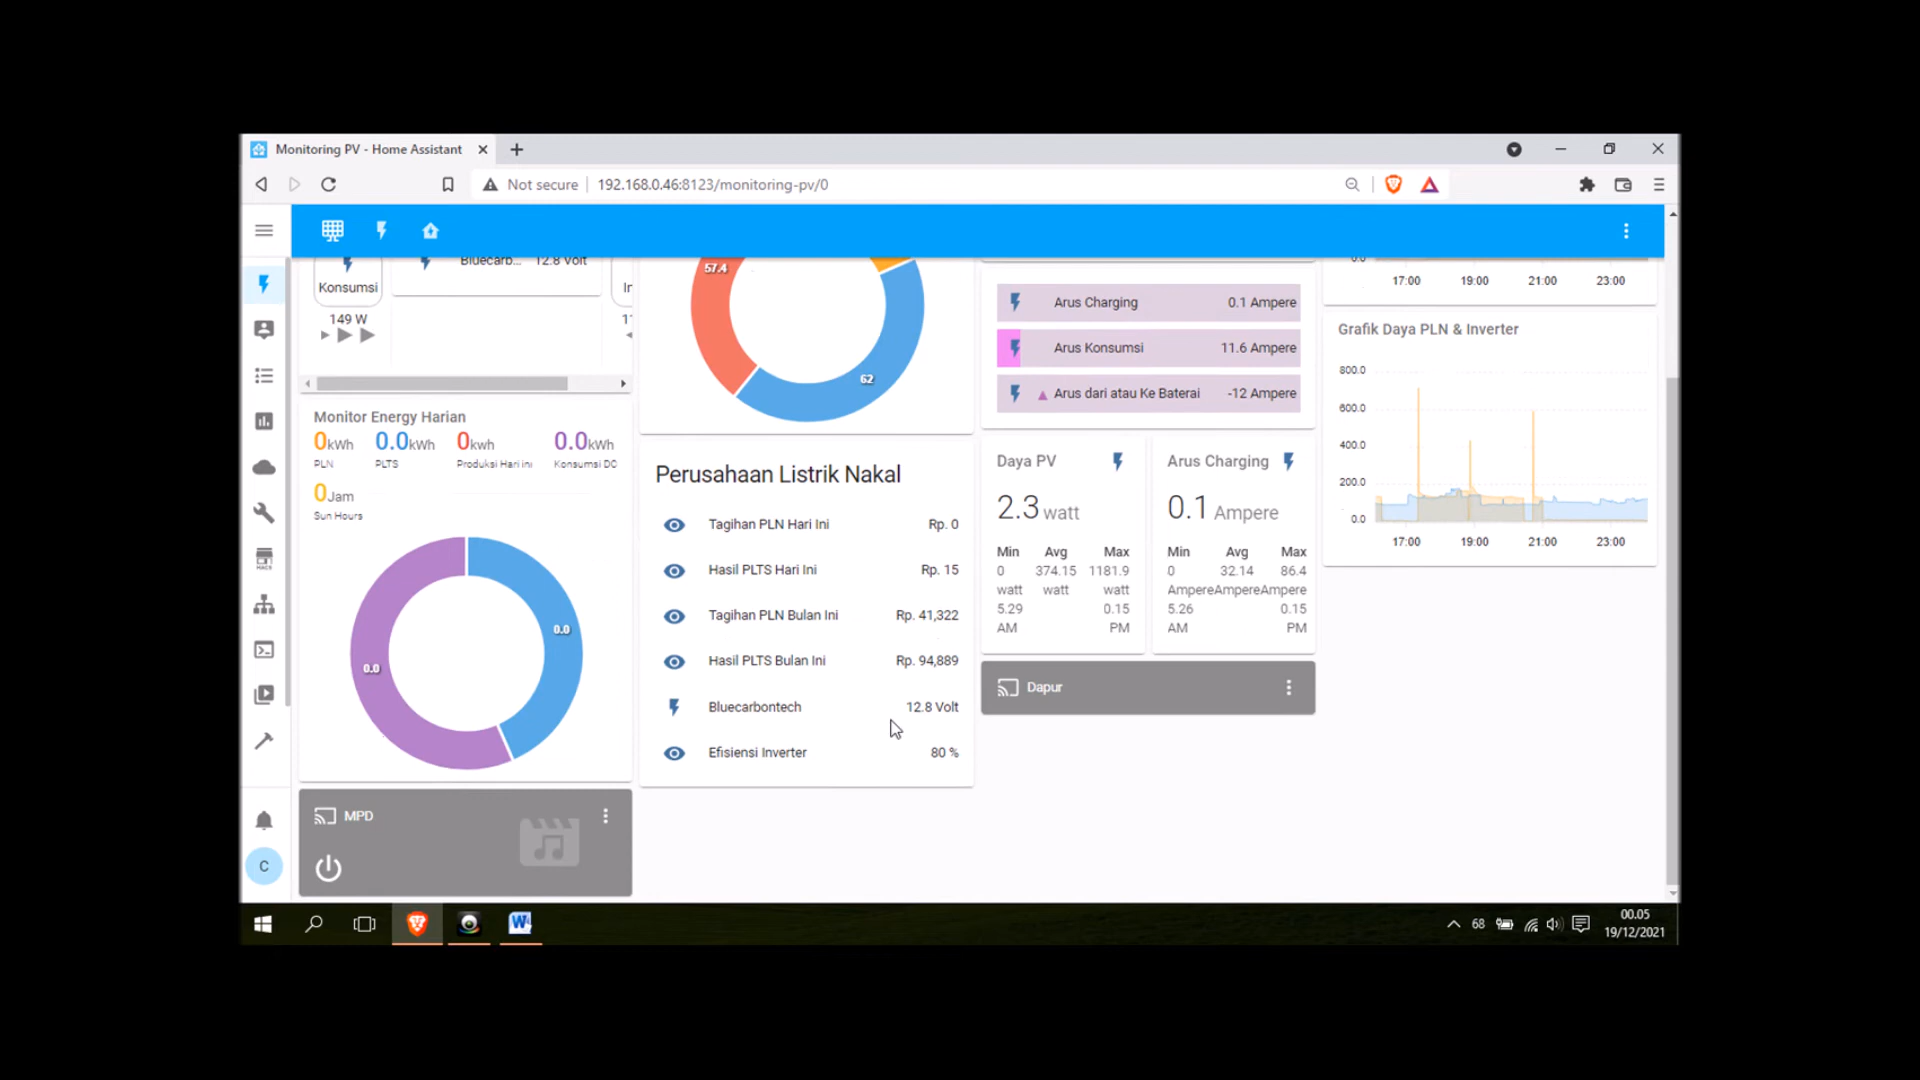 Monitoring PV - Home Assistant
Not secure
192.168.0.46:8123/monitoring-pv/0
Konsumsi
149 W
Bluecarb... 12.8 Volt
Monitor Energy Harian
0kWh 0.0kWh 0kwh 0.0kWh
PLN PLTS Produksi Hari ini Konsumsi DC
0Jam
Sun Hours
0.0
0.0
MPD
57.4
62
Perusahaan Listrik Nakal
Tagihan PLN Hari Ini Rp. 0
Hasil PLTS Hari Ini Rp. 15
Tagihan PLN Bulan Ini Rp. 41,322
Hasil PLTS Bulan Ini Rp. 94,889
Bluecarbontech 12.8 Volt
Efisiensi Inverter 80 %
Arus Charging 0.1 Ampere
Arus Konsumsi 11.6 Ampere
Arus dari atau Ke Baterai -12 Ampere
Daya PV
2.3 watt
Min Avg Max
0 374.15 1181.9
watt watt watt
5.29 0.15
AM PM
Arus Charging
0.1 Ampere
Min Avg Max
0 32.14 86.4
AmpereAmpereAmpere
5.26 0.15
AM PM
Dapur
0.0
17:00 19:00 21:00 23:00
Grafik Daya PLN & Inverter
800.0
600.0
400.0
200.0
0.0
17:00 19:00 21:00 23:00
HACS
C
W
68
00.05
19/12/2021